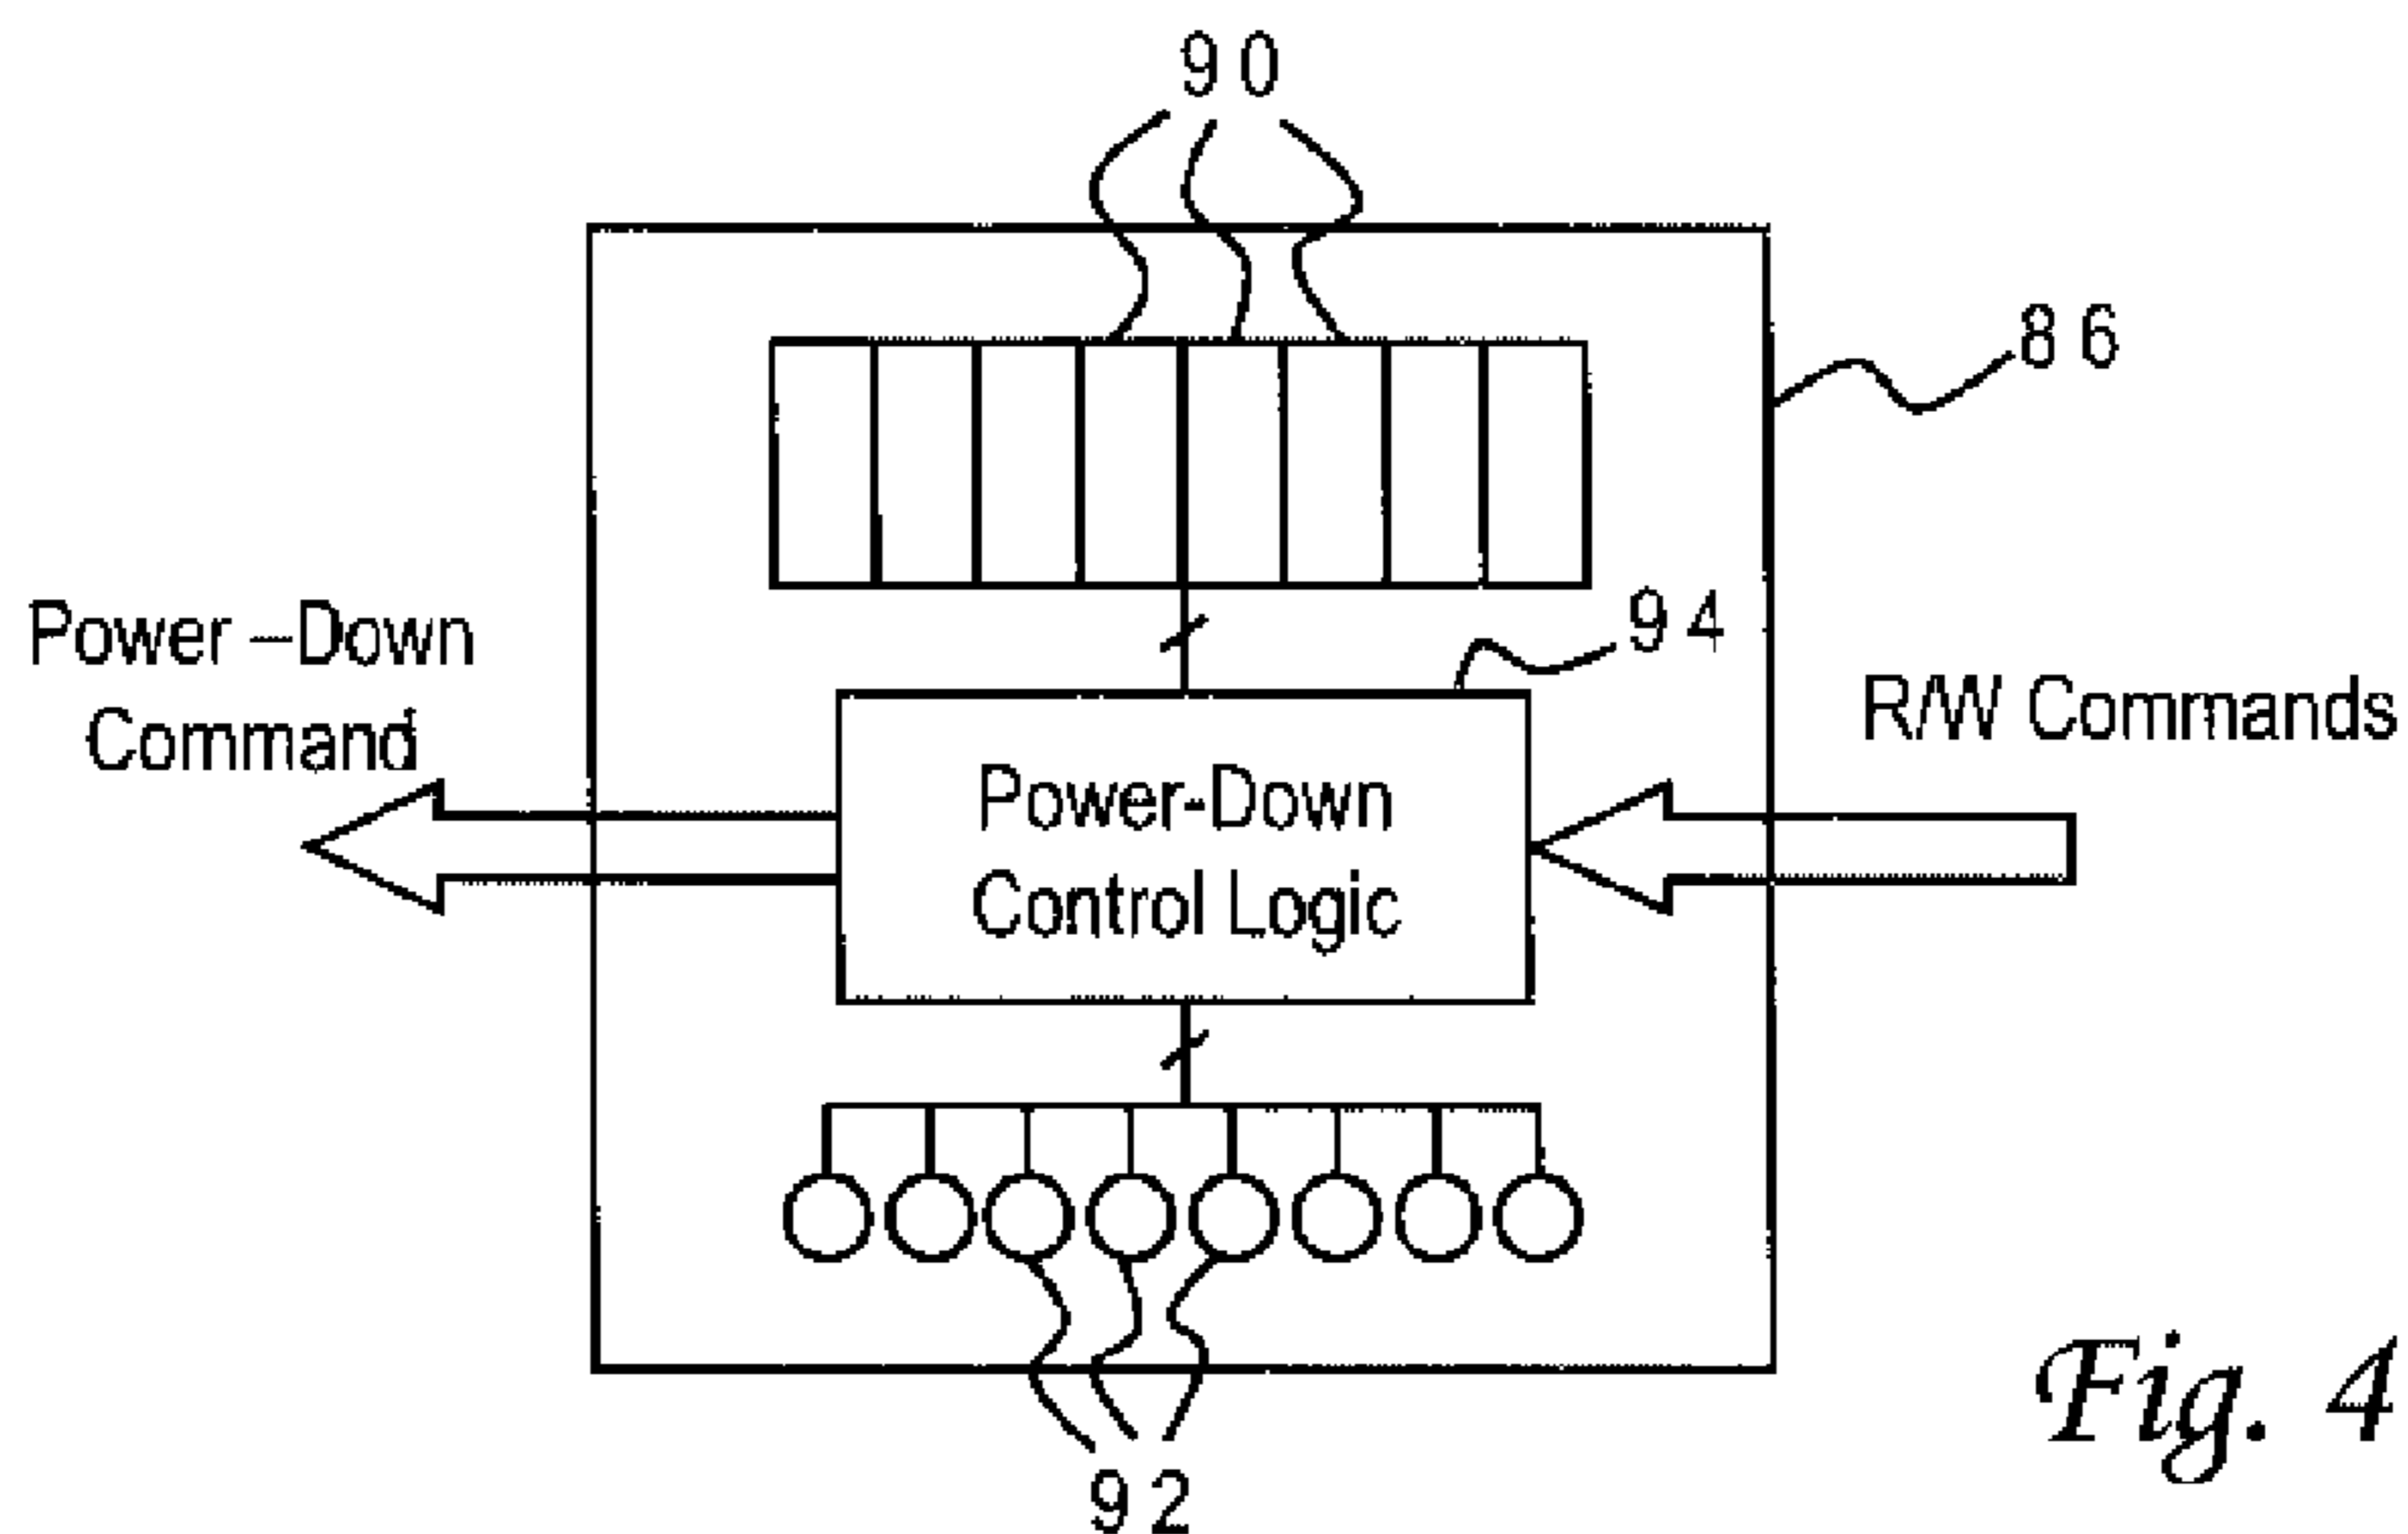 90
86
Power-Down
Command
94
R/W Commands
Power-Down
Control Logic
92
Fig. 4